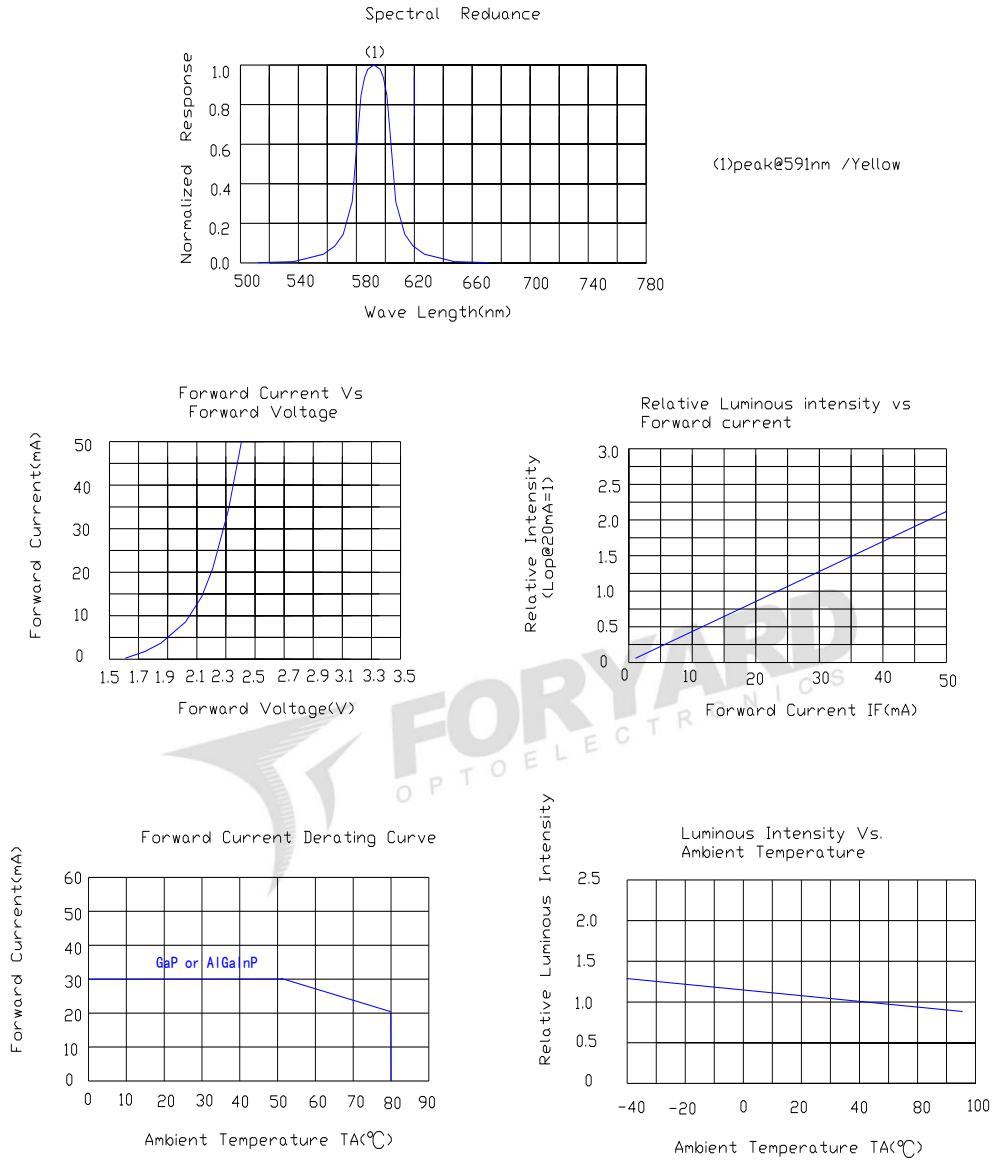 Spectral Reduance
(1)
Normalized Response
1.0
0.8
0.6
0.4
0.2
0.0
500 540 580 620 660 700 740 780
Wave Length(nm)
(1)peak@591nm /Yellow
Forward Current Vs
Forward Voltage
Forward Current(mA)
50
40
30
20
10
0
1.5 1.7 1.9 2.1 2.3 2.5 2.7 2.9 3.1 3.3 3.5
Forward Voltage(V)
Relative Luminous intensity vs
Forward current
Relative Intensity
(Lop@20mA=1)
3.0
2.5
2.0
1.5
1.0
0.5
0
0 10 20 30 40 50
Forward Current IF(mA)
FORYARD
OPTOELECTRONICS
Forward Current Derating Curve
Forward Current(mA)
60
50
40
30
20
10
0
GaP or AlGaInP
0 10 20 30 40 50 60 70 80 90
Ambient Temperature TA(℃)
Luminous Intensity Vs.
Ambient Temperature
Relative Luminous Intensity
2.5
2.0
1.5
1.0
0.5
0
-40 -20 0 20 40 80 100
Ambient Temperature TA(℃)